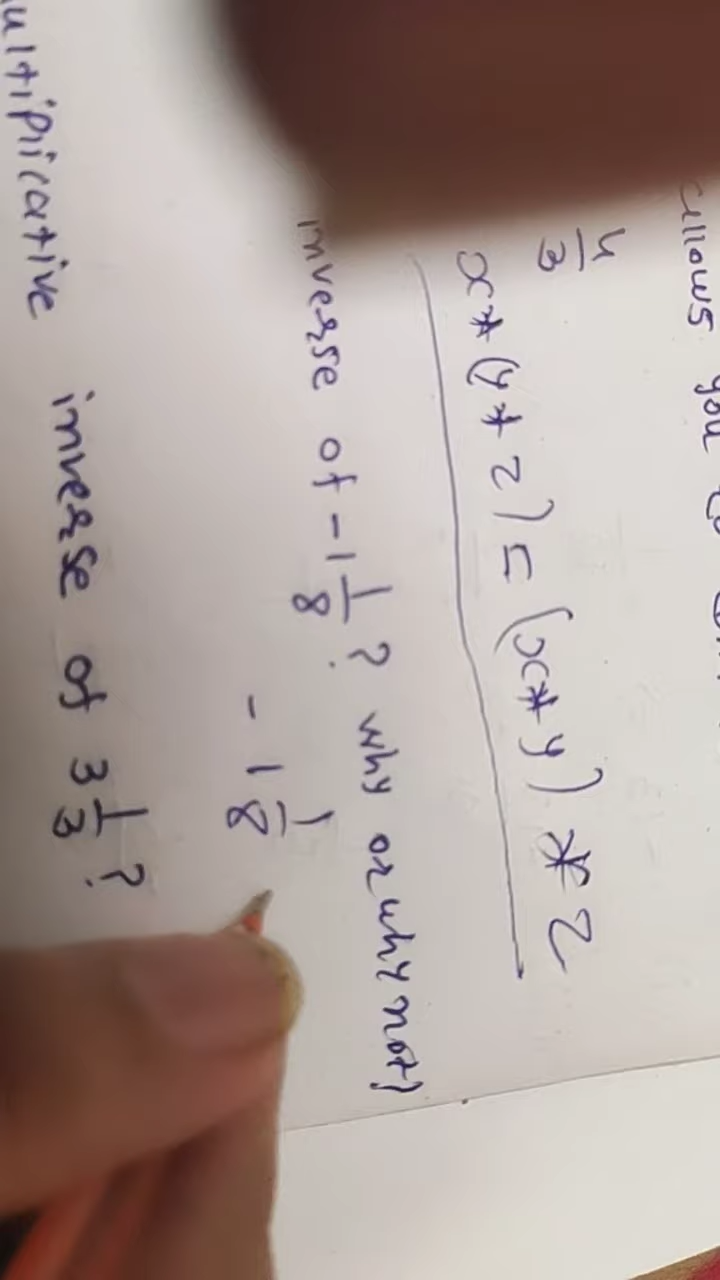 you
4/3
x * (y * z) = (x * y) * z
inverse of -1 1/8 ? why or why not?
- 1 1/8
inverse of 3 1/3 ?